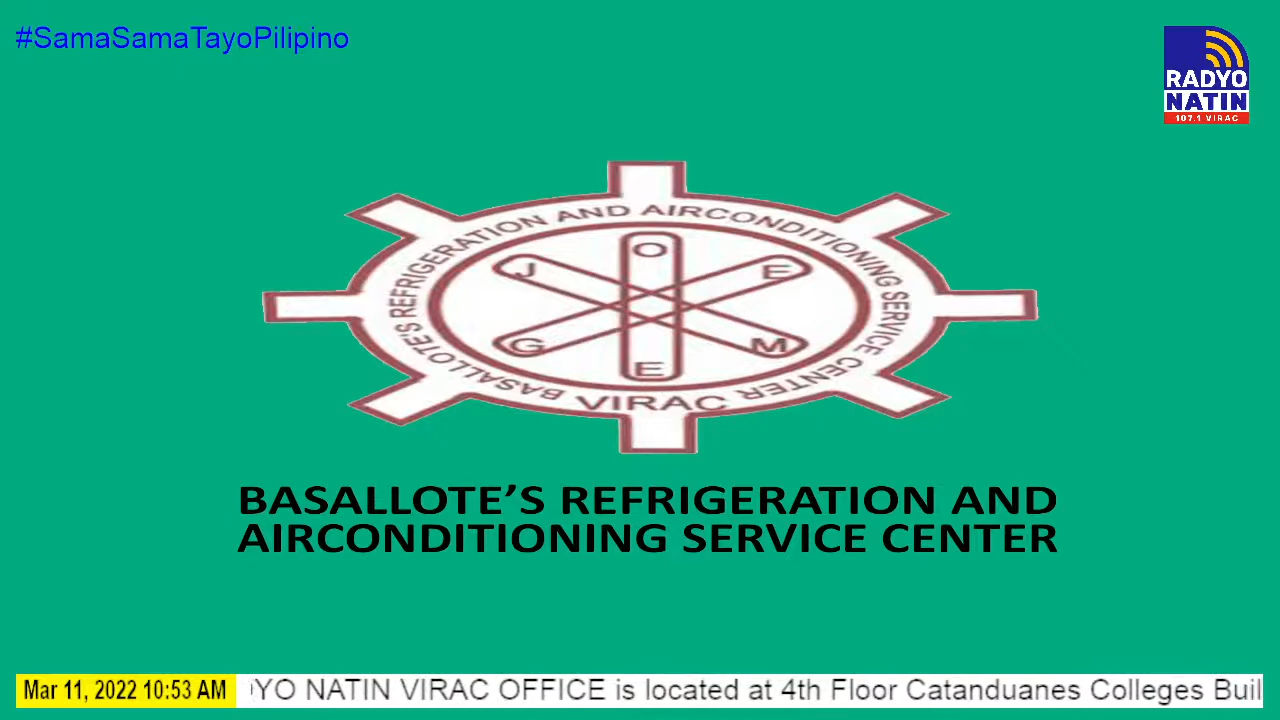 #SamaSamaTayoPilipino
RADYO
NATIN
107.1 VIRAC
BASALLOTE'S REFRIGERATION AND AIRCONDITIONING SERVICE CENTER
VIRAC
J O E
G E M
BASALLOTE’S REFRIGERATION AND
AIRCONDITIONING SERVICE CENTER
Mar 11, 2022 10:53 AM YO NATIN VIRAC OFFICE is located at 4th Floor Catanduanes Colleges Buil